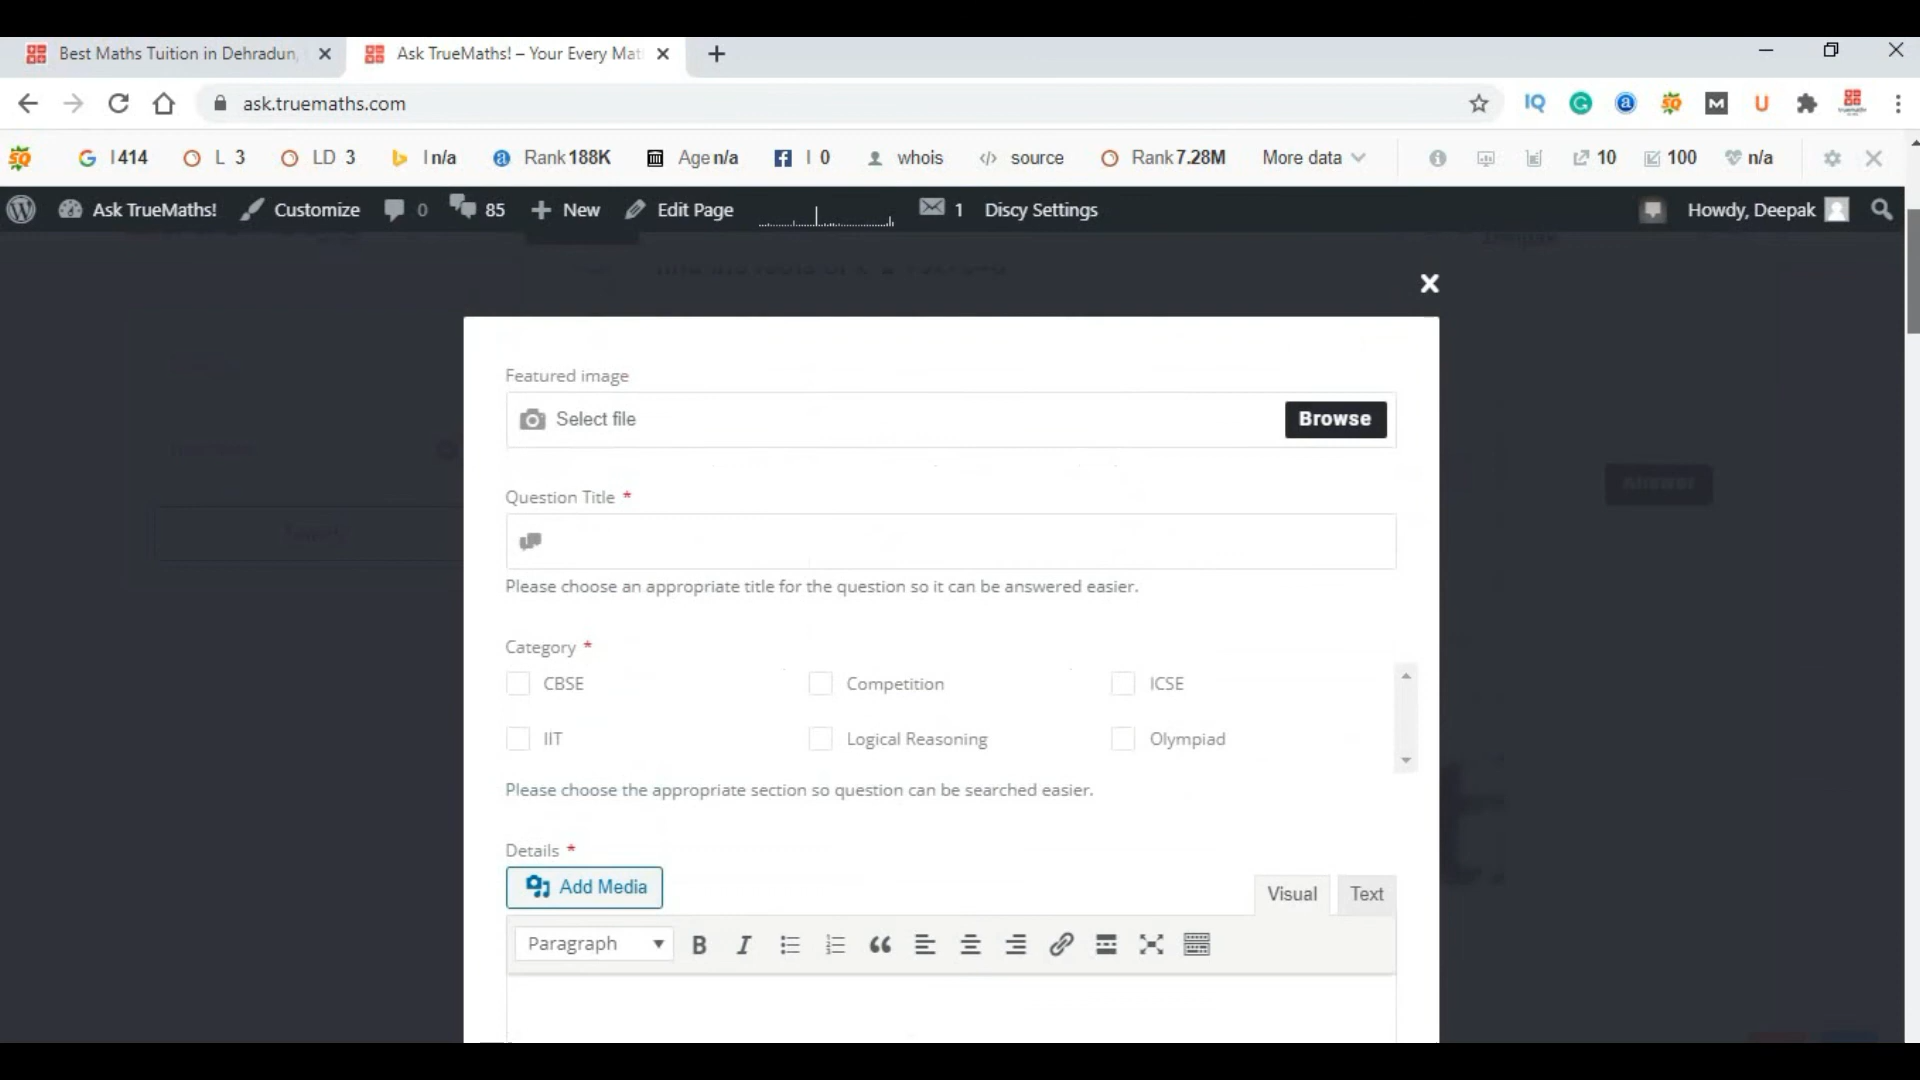 Best Maths Tuition in Dehradun,
Ask TrueMaths! – Your Every Mat
ask.truemaths.com
IQ
SQ
M
U
SQ G I 414 L 3 LD 3 I n/a Rank 188K Age n/a I 0 whois source Rank 7.28M More data 10 100 n/a
Ask TrueMaths! Customize 0 85 New Edit Page 1 Discy Settings Howdy, Deepak
Featured image
Select file Browse
Question Title *
Please choose an appropriate title for the question so it can be answered easier.
Category *
CBSE Competition ICSE
IIT Logical Reasoning Olympiad
Please choose the appropriate section so question can be searched easier.
Details *
Add Media Visual Text
Paragraph B I